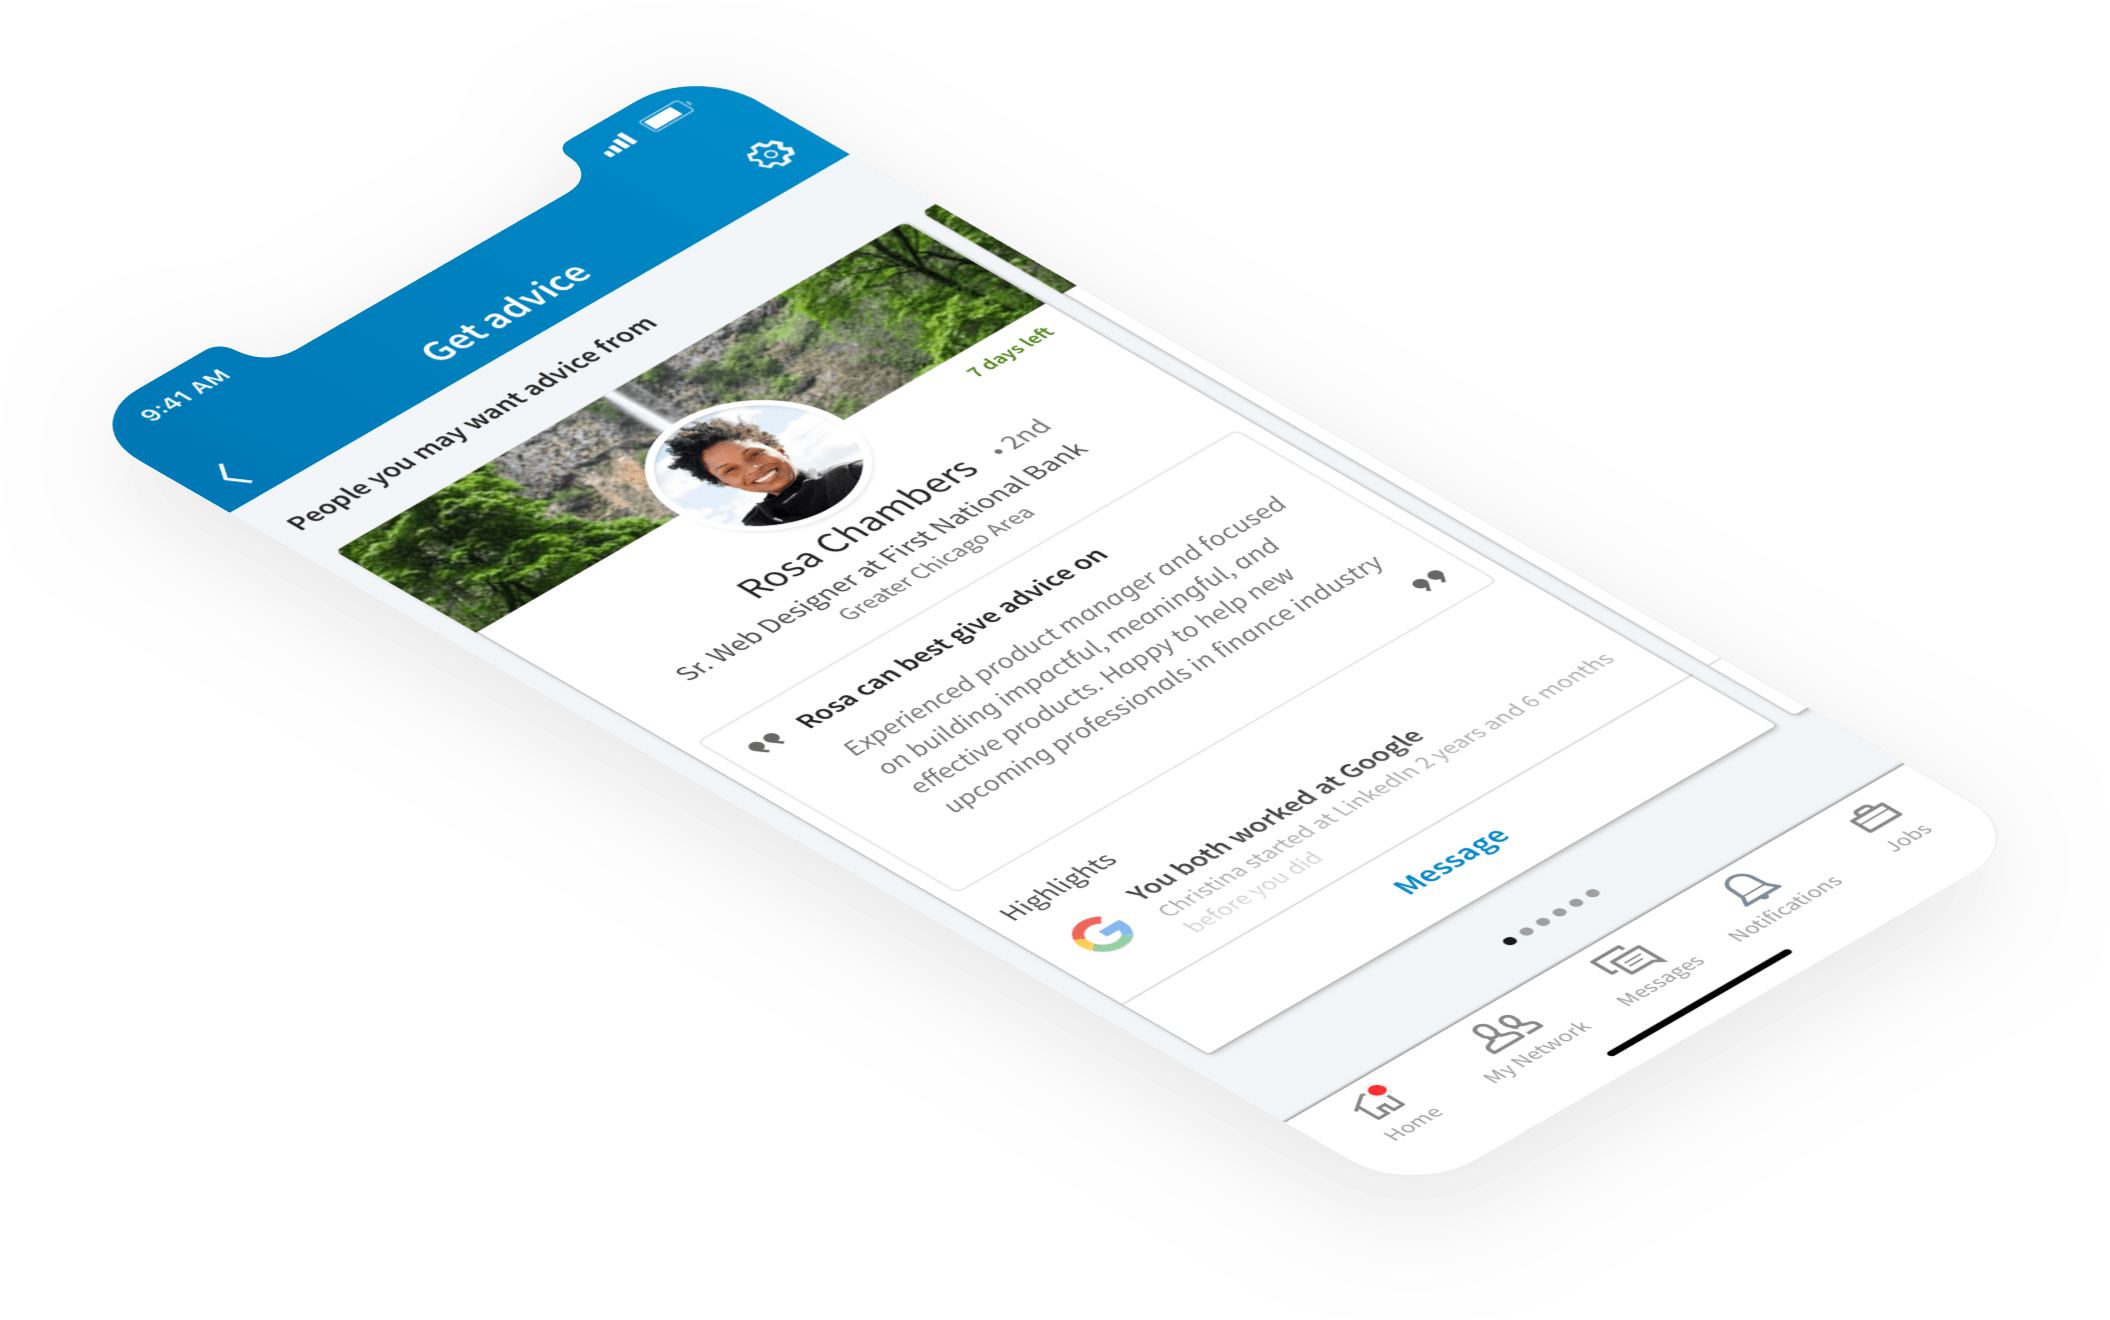 9:41 AM
Get advice
People you may want advice from
7 days left
Rosa Chambers • 2nd
Sr. Web Designer at First National Bank
Greater Chicago Area
Rosa can best give advice on
Experienced product manager and focused
on building impactful, meaningful, and
effective products. Happy to help new
upcoming professionals in finance industry
Highlights
You both worked at Google
Christina started at LinkedIn 2 years and 6 months
before you did
Message
Home
My Network
Messages
Notifications
Jobs